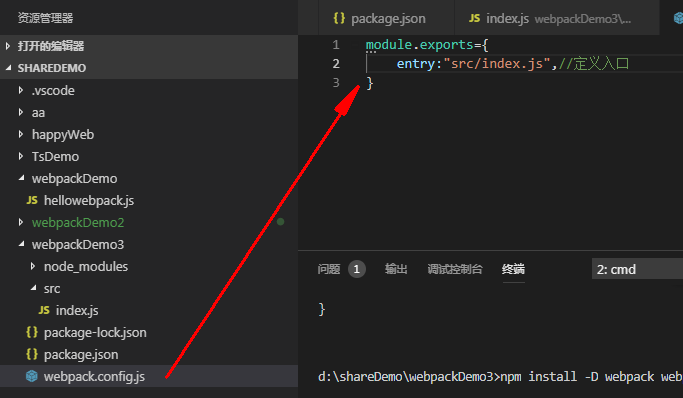 资源管理器
打开的编辑器
SHAREDEMO
.vscode
aa
happyWeb
TsDemo
webpackDemo
JS hellowebpack.js
webpackDemo2
webpackDemo3
node_modules
src
JS index.js
{} package-lock.json
{} package.json
webpack.config.js
{} package.json JS index.js webpackDemo3\...
1 module.exports={
2 entry:"src/index.js",//定义入口
3 }
问题 1 输出 调试控制台 终端 2: cmd
}
d:\shareDemo\webpackDemo3>npm install -D webpack web